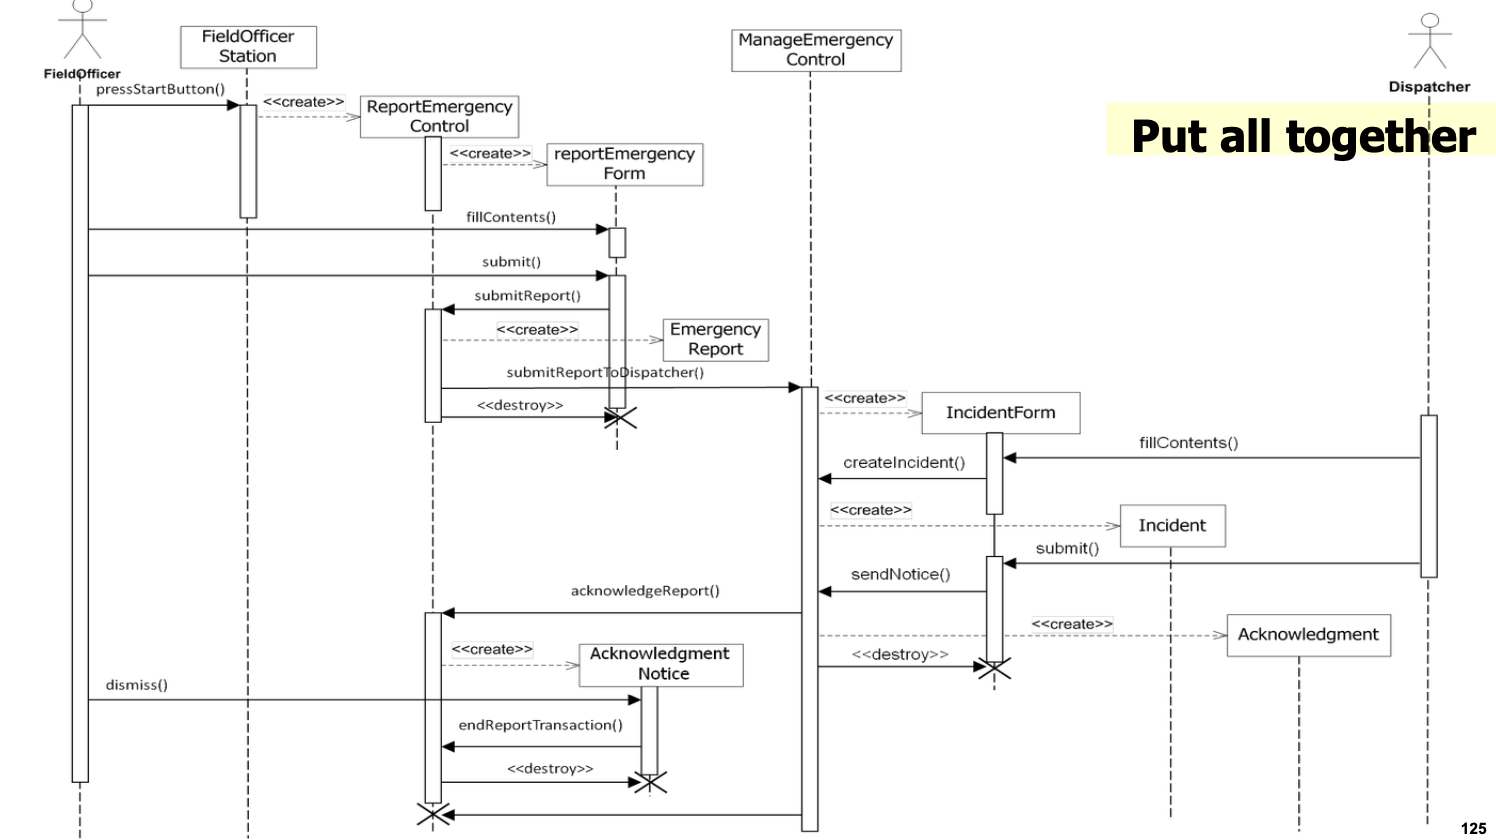 FieldOfficer
Station
ManageEmergency
Control
FieldOfficer
Dispatcher
pressStartButton()
<<create>>
ReportEmergency
Control
Put all together
<<create>>
reportEmergency
Form
fillContents()
submit()
submitReport()
<<create>>
Emergency
Report
submitReportToDispatcher()
<<create>>
<<destroy>>
IncidentForm
fillContents()
createIncident()
<<create>>
Incident
submit()
sendNotice()
acknowledgeReport()
<<create>>
Acknowledgment
<<create>>
Acknowledgment
Notice
<<destroy>>
dismiss()
endReportTransaction()
<<destroy>>
125